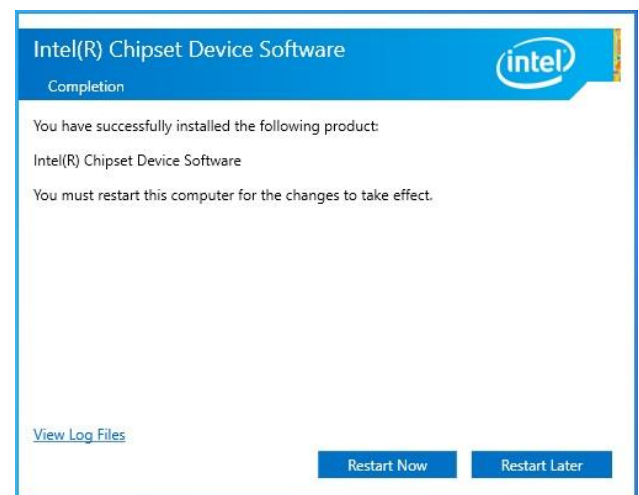 Intel(R) Chipset Device Software
intel
Completion
You have successfully installed the following product:
Intel(R) Chipset Device Software
You must restart this computer for the changes to take effect.
View Log Files
Restart Now
Restart Later